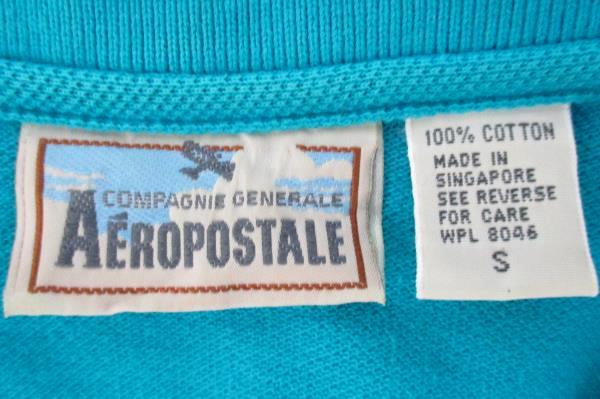 COMPAGNIE GENERALE
AÉROPOSTALE
100% COTTON
MADE IN
SINGAPORE
SEE REVERSE
FOR CARE
WPL 8046
S